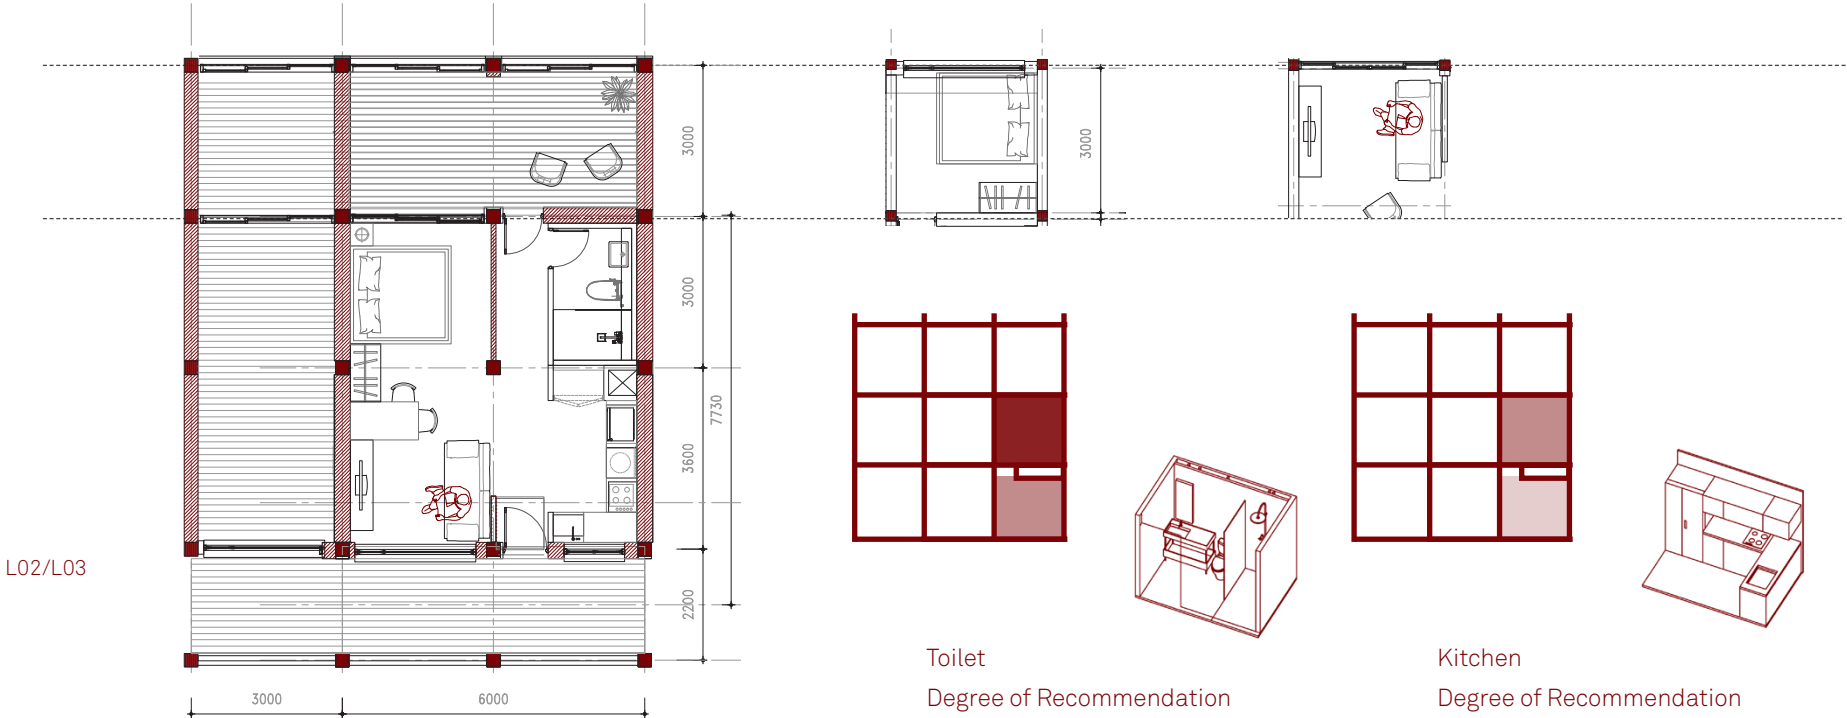 3000
3000
3000
7730
3600
L02/L03
2200
Toilet
Kitchen
Degree of Recommendation
Degree of Recommendation
3000
6000